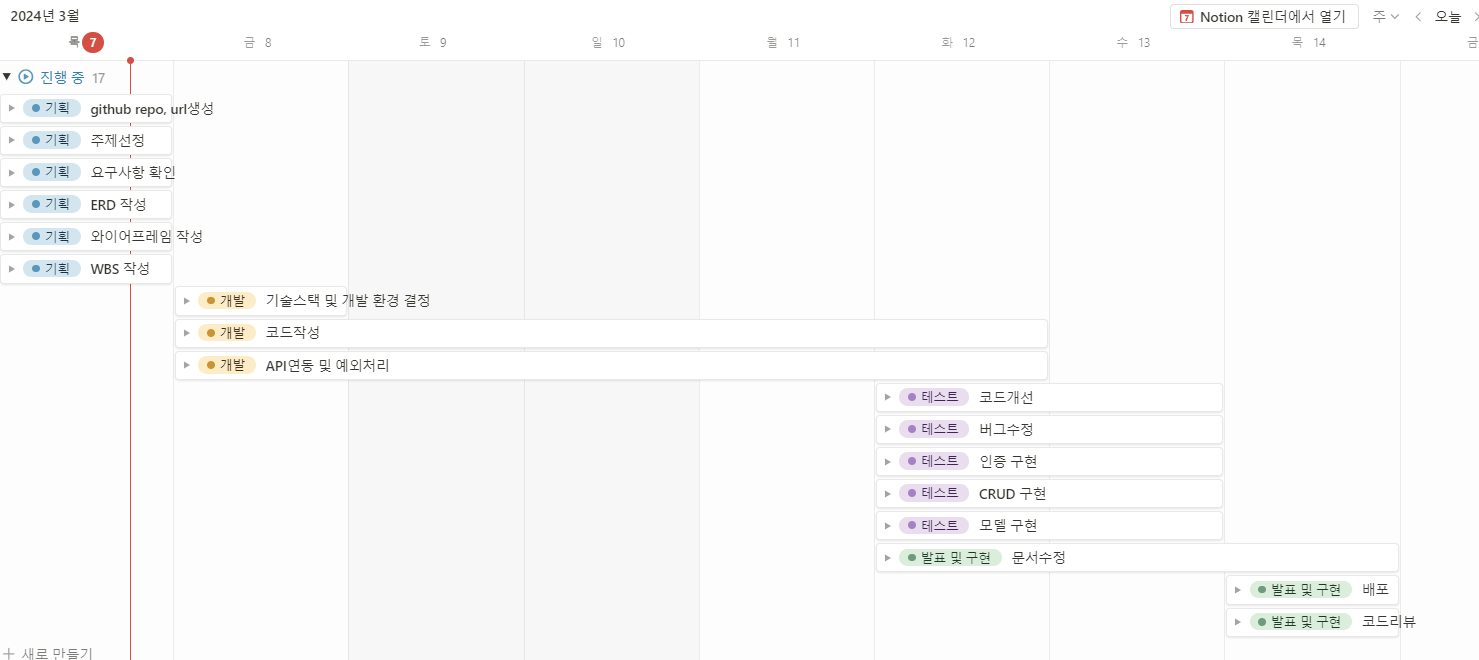 2024년 3월
7 Notion 캘린더에서 열기 주 오늘
목 7 금 8 토 9 일 10 월 11 화 12 수 13 목 14 금
진행 중 17
기획 github repo, url생성
기획 주제선정
기획 요구사항 확인
기획 ERD 작성
기획 와이어프레임 작성
기획 WBS 작성
개발 기술스택 및 개발 환경 결정
개발 코드작성
개발 API연동 및 예외처리
테스트 코드개선
테스트 버그수정
테스트 인증 구현
테스트 CRUD 구현
테스트 모델 구현
발표 및 구현 문서수정
발표 및 구현 배포
발표 및 구현 코드리뷰
+ 새로 만들기